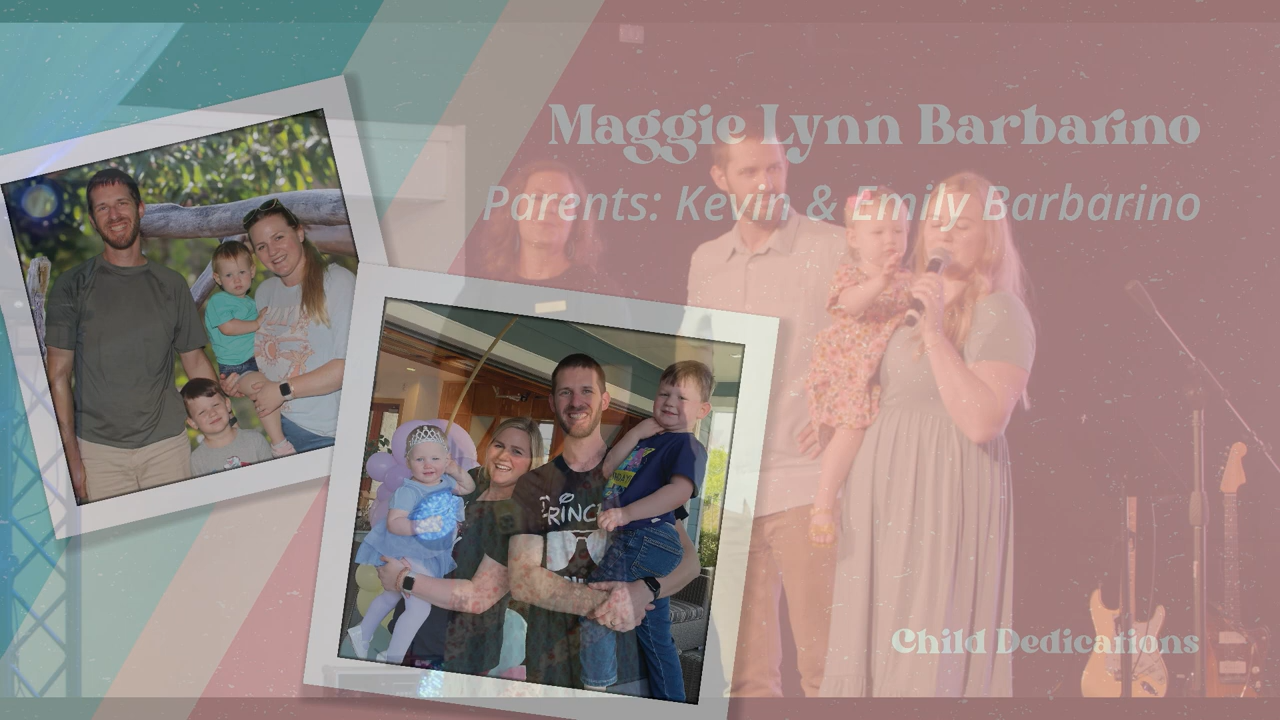 Maggie Lynn Barbarino
Parents: Kevin & Emily Barbarino
Child Dedications